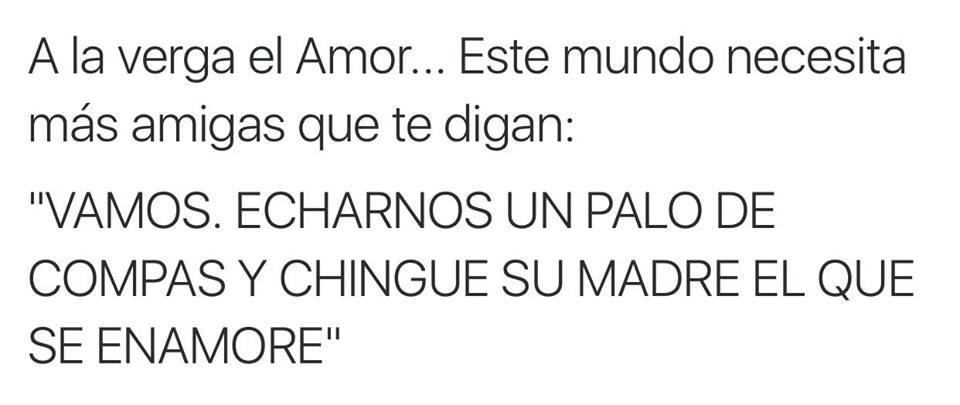 A la verga el Amor... Este mundo necesita
más amigas que te digan:
"VAMOS. ECHARNOS UN PALO DE
COMPAS Y CHINGUE SU MADRE EL QUE
SE ENAMORE"